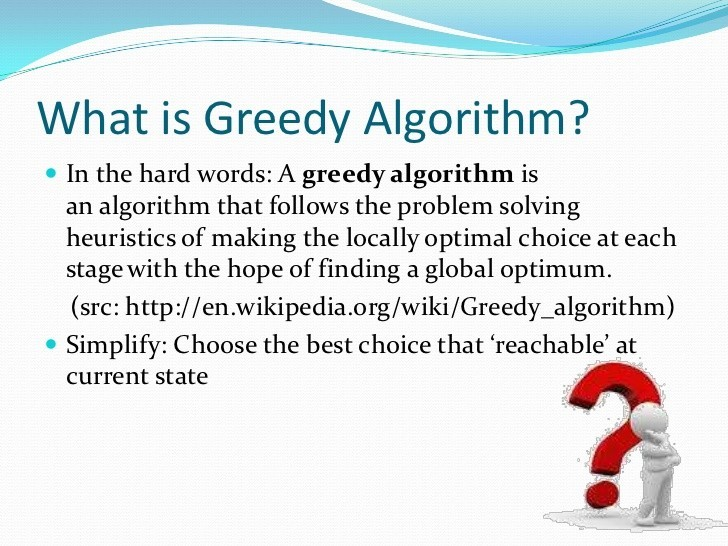 What is Greedy Algorithm?
• In the hard words: A greedy algorithm is
an algorithm that follows the problem solving
heuristics of making the locally optimal choice at each
stage with the hope of finding a global optimum.
(src: http://en.wikipedia.org/wiki/Greedy_algorithm)
• Simplify: Choose the best choice that ‘reachable’ at
current state